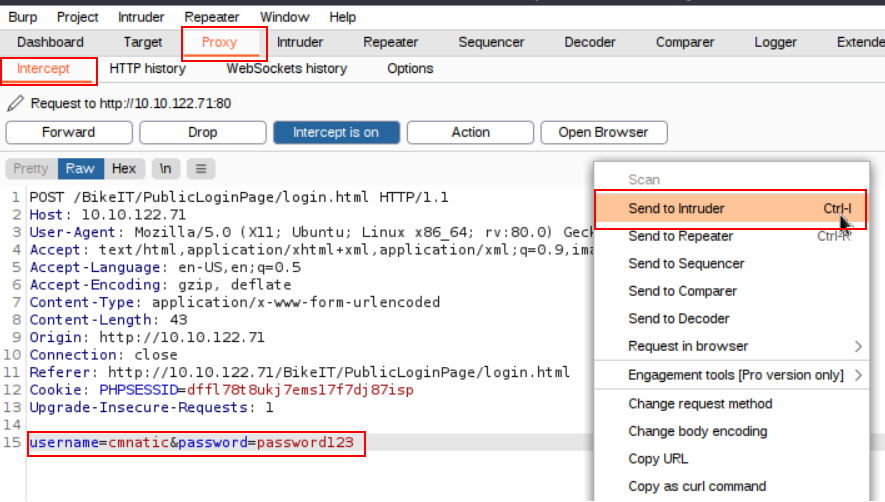 Burp Project Intruder Repeater Window Help
Dashboard Target Proxy Intruder Repeater Sequencer Decoder Comparer Logger Extende
Intercept HTTP history WebSockets history Options
Request to http://10.10.122.71:80
Forward Drop Intercept is on Action Open Browser
Pretty Raw Hex \n
1 POST /BikeIT/PublicLoginPage/login.html HTTP/1.1
2 Host: 10.10.122.71
3 User-Agent: Mozilla/5.0 (X11; Ubuntu; Linux x86_64; rv:80.0) Geck
4 Accept: text/html,application/xhtml+xml,application/xml;q=0.9,ima
5 Accept-Language: en-US,en;q=0.5
6 Accept-Encoding: gzip, deflate
7 Content-Type: application/x-www-form-urlencoded
8 Content-Length: 43
9 Origin: http://10.10.122.71
10 Connection: close
11 Referer: http://10.10.122.71/BikeIT/PublicLoginPage/login.html
12 Cookie: PHPSESSID=dffl78t8ukj7ems17f7dj87isp
13 Upgrade-Insecure-Requests: 1
14
15 username=cmnatic&password=password123
Scan
Send to Intruder Ctrl-I
Send to Repeater Ctrl-R
Send to Sequencer
Send to Comparer
Send to Decoder
Request in browser
Engagement tools [Pro version only]
Change request method
Change body encoding
Copy URL
Copy as curl command